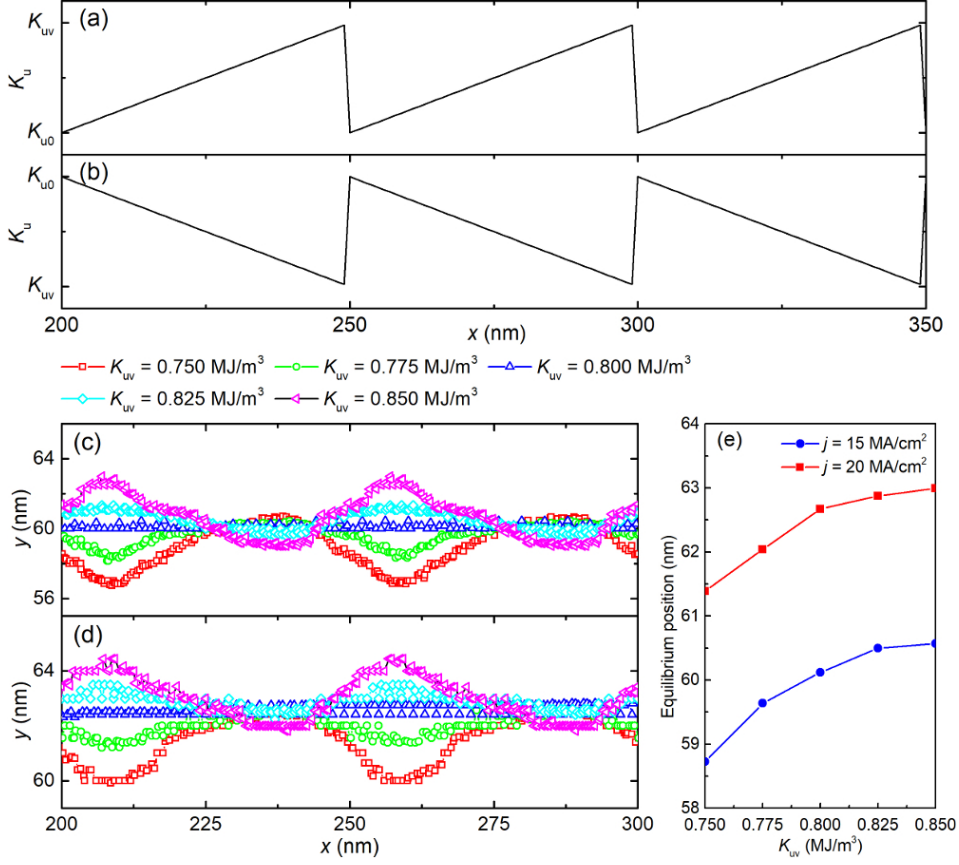 (a)
K_uv
K_u
K_u0
(b)
K_u0
K_u
K_uv
200 250 300 350
x (nm)
K_uv = 0.750 MJ/m³ K_uv = 0.775 MJ/m³ K_uv = 0.800 MJ/m³
K_uv = 0.825 MJ/m³ K_uv = 0.850 MJ/m³
(c)
64
60
56
y (nm)
(d)
64
60
y (nm)
200 225 250 275 300
x (nm)
(e)
j = 15 MA/cm²
j = 20 MA/cm²
64
63
62
61
60
59
58
Equilibrium position (nm)
0.750 0.775 0.800 0.825 0.850
K_uv (MJ/m³)